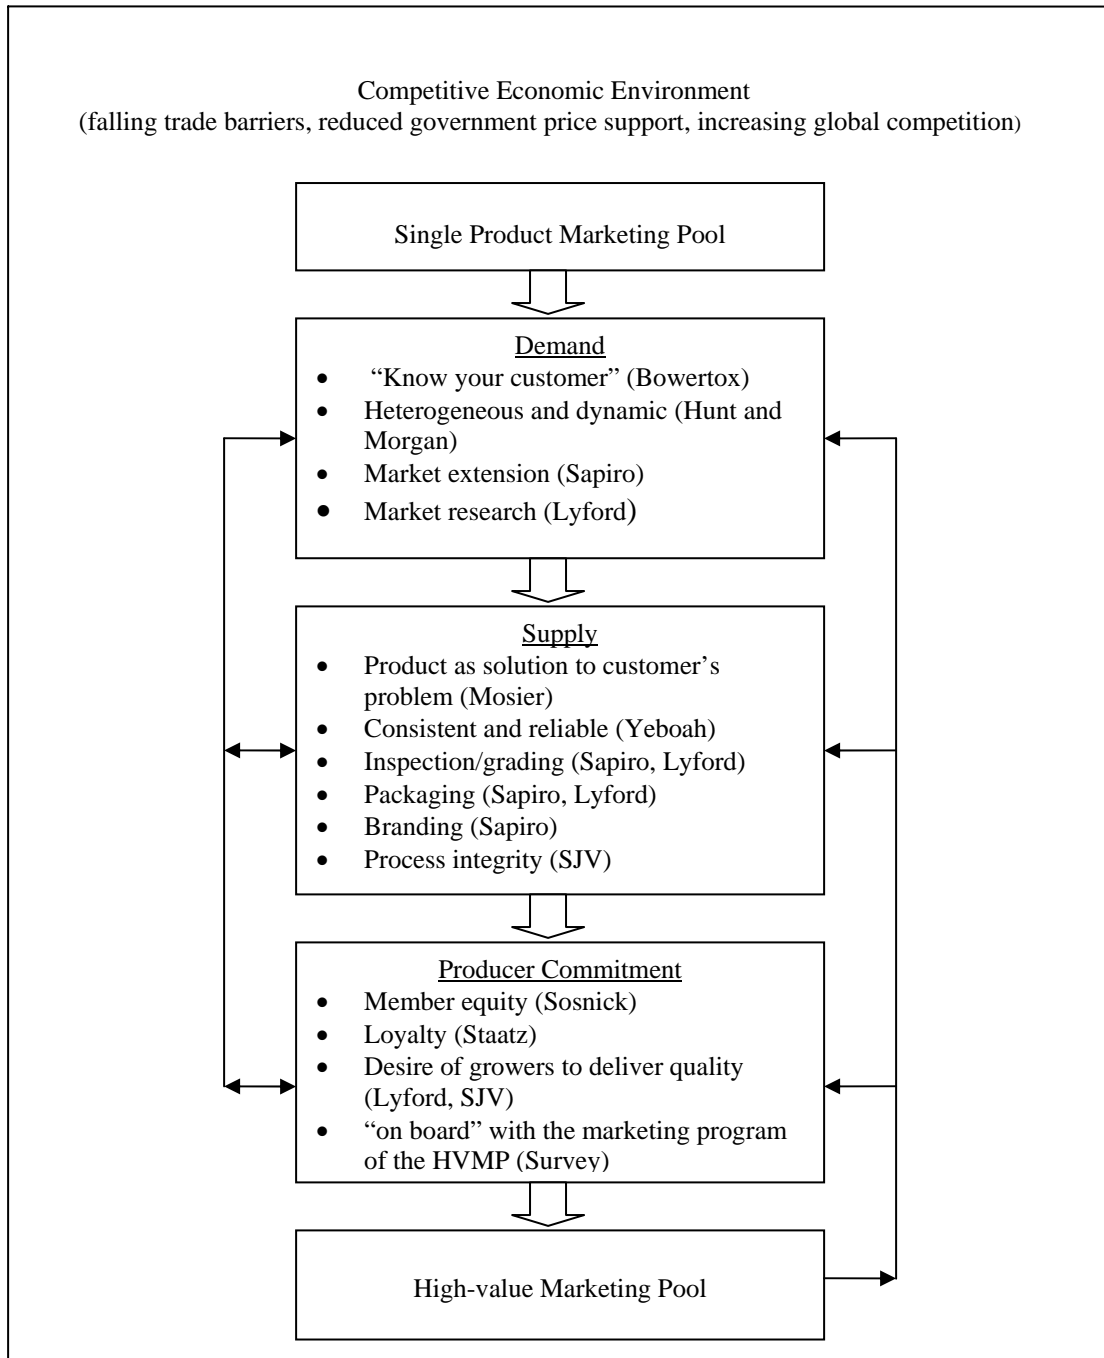 Competitive Economic Environment
(falling trade barriers, reduced government price support, increasing global competition)
Single Product Marketing Pool
Demand
• “Know your customer” (Bowertox)
• Heterogeneous and dynamic (Hunt and
Morgan)
• Market extension (Sapiro)
• Market research (Lyford)
Supply
• Product as solution to customer’s
problem (Mosier)
• Consistent and reliable (Yeboah)
• Inspection/grading (Sapiro, Lyford)
• Packaging (Sapiro, Lyford)
• Branding (Sapiro)
• Process integrity (SJV)
Producer Commitment
• Member equity (Sosnick)
• Loyalty (Staatz)
• Desire of growers to deliver quality
(Lyford, SJV)
• “on board” with the marketing program
of the HVMP (Survey)
High-value Marketing Pool